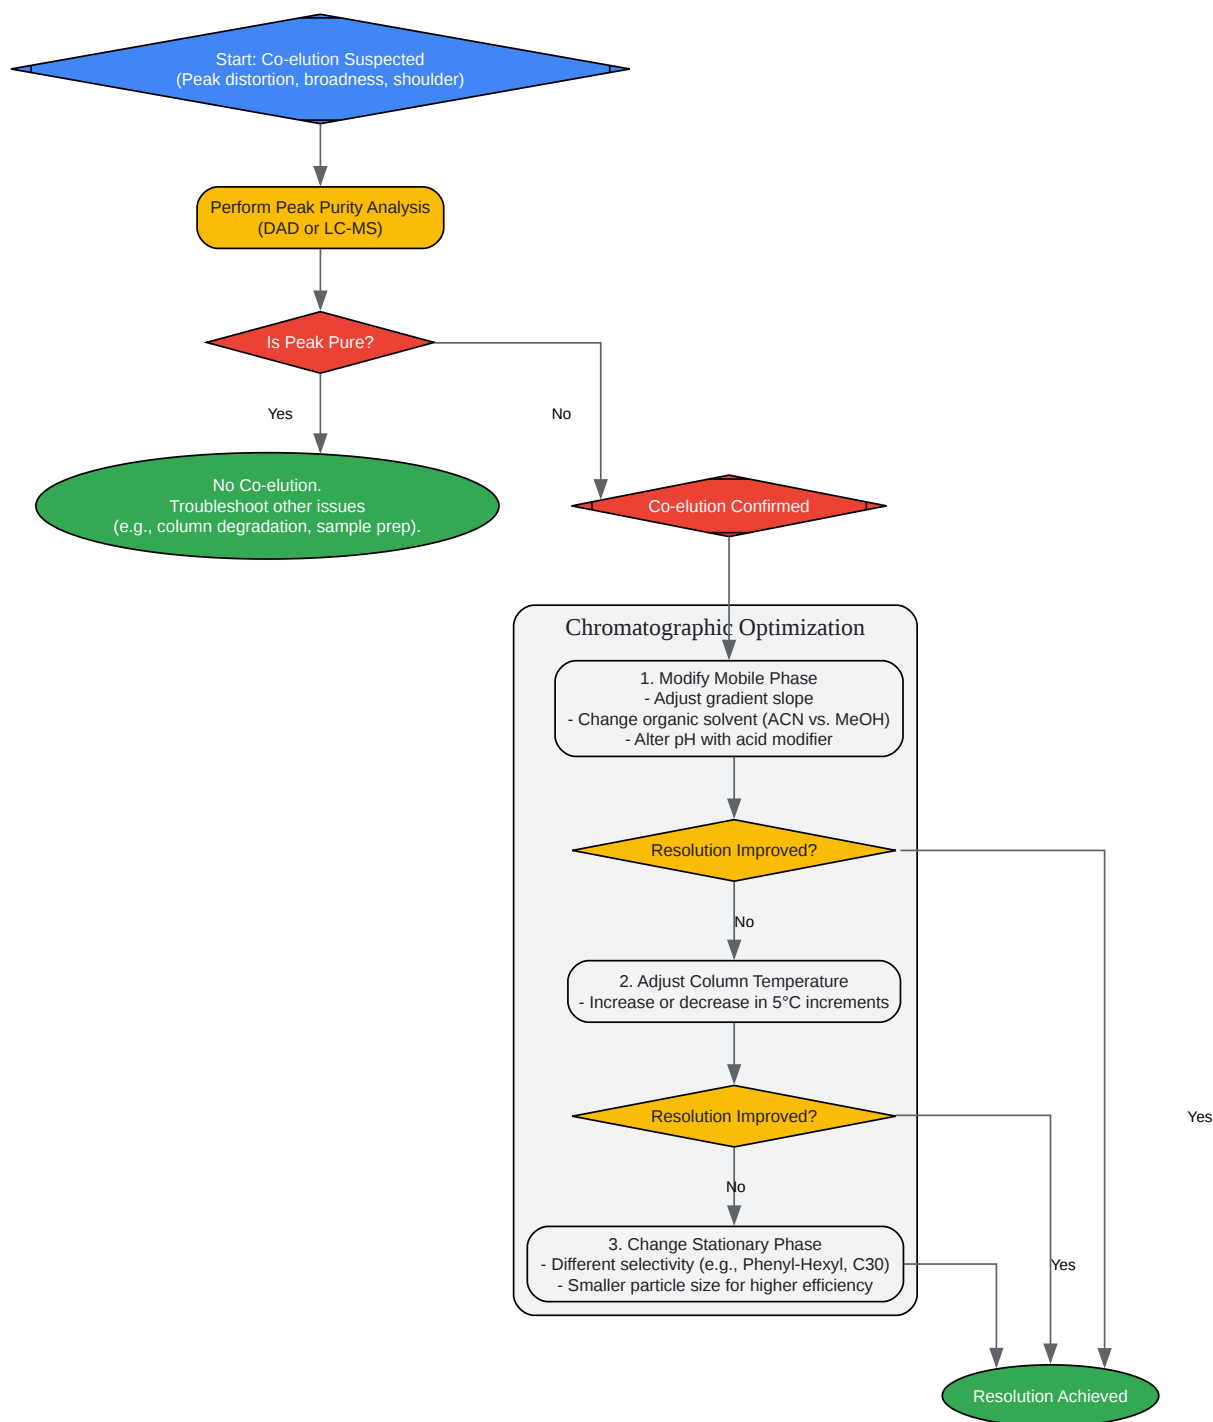 Start: Co-elution Suspected
(Peak distortion, broadness, shoulder)
Perform Peak Purity Analysis
(DAD or LC-MS)
Is Peak Pure?
Yes
No
No Co-elution.
Troubleshoot other issues
(e.g., column degradation, sample prep).
Co-elution Confirmed
Chromatographic Optimization
1. Modify Mobile Phase
- Adjust gradient slope
- Change organic solvent (ACN vs. MeOH)
- Alter pH with acid modifier
Resolution Improved?
No
2. Adjust Column Temperature
- Increase or decrease in 5°C increments
Resolution Improved?
Yes
No
3. Change Stationary Phase
- Different selectivity (e.g., Phenyl-Hexyl, C30)
- Smaller particle size for higher efficiency
Yes
Resolution Achieved